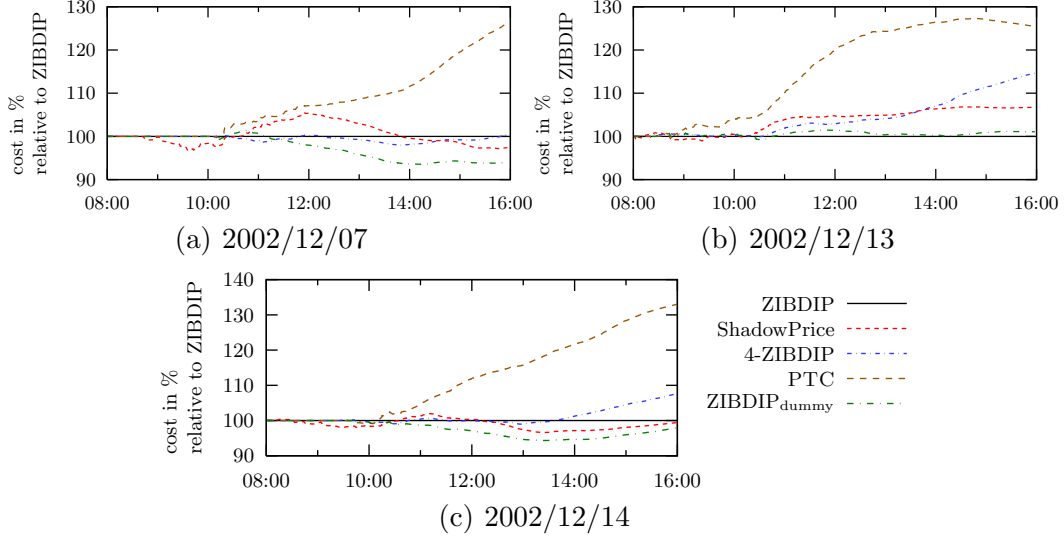 130
120
110
100
90
cost in %
relative to ZIBDIP
08:00 10:00 12:00 14:00 16:00
(a) 2002/12/07
130
120
110
100
90
cost in %
relative to ZIBDIP
08:00 10:00 12:00 14:00 16:00
(b) 2002/12/13
140
130
120
110
100
90
cost in %
relative to ZIBDIP
08:00 10:00 12:00 14:00 16:00
(c) 2002/12/14
ZIBDIP
ShadowPrice
4-ZIBDIP
PTC
ZIBDIPdummy